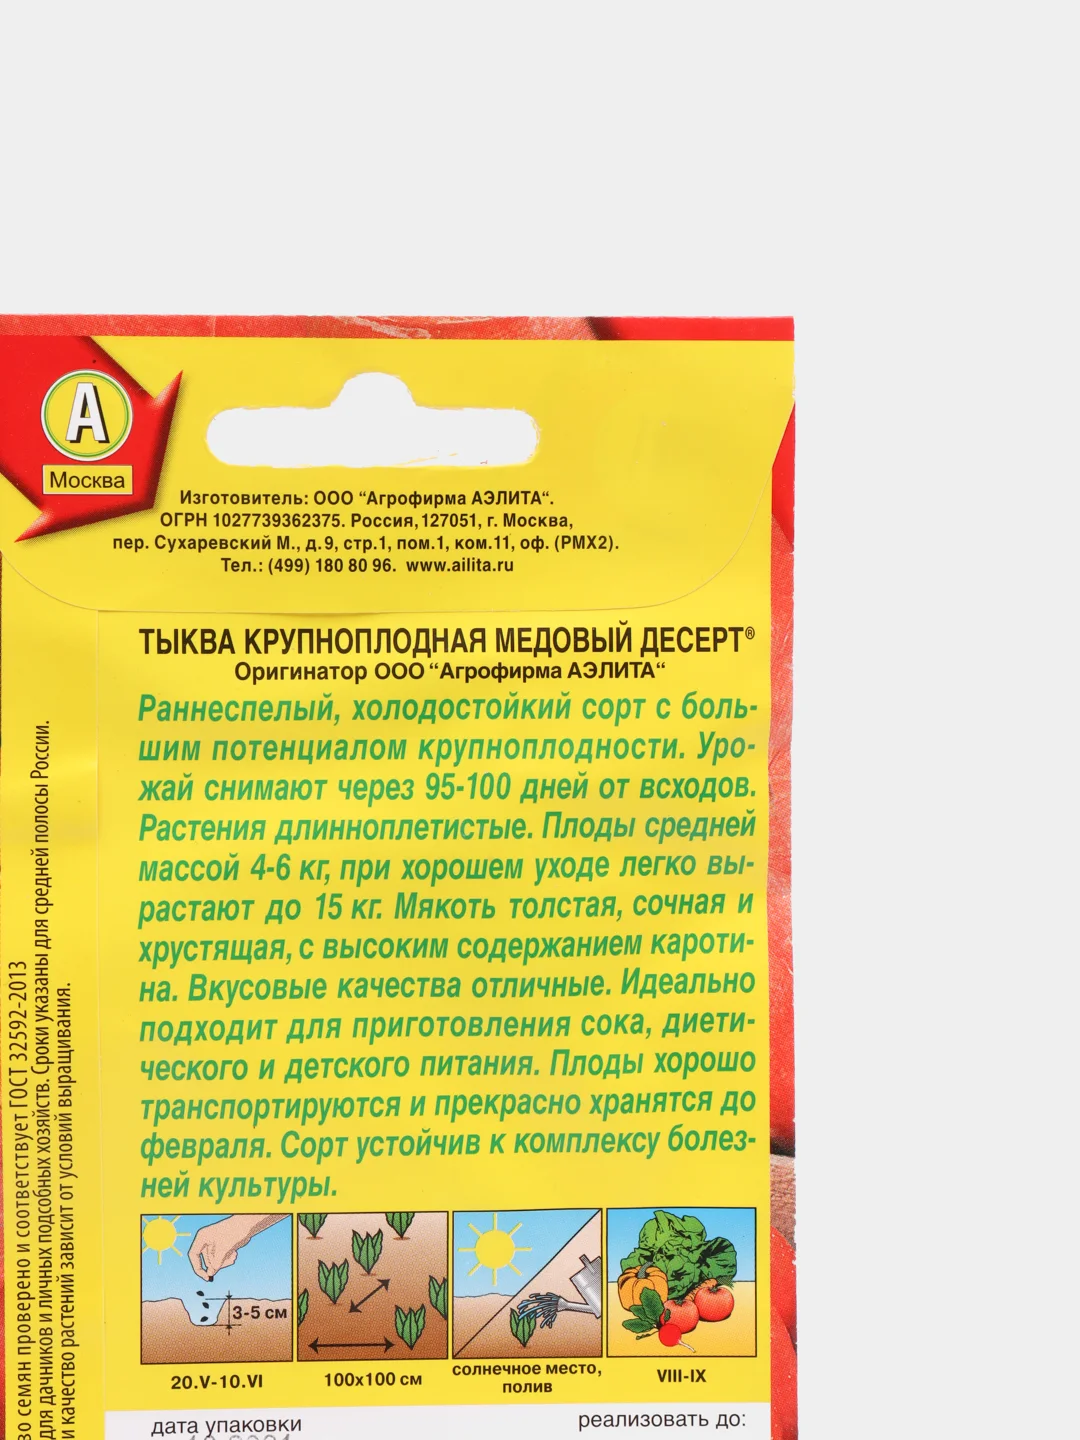 А
Москва
Изготовитель: ООО “Агрофирма АЭЛИТА“.
ОГРН 1027739362375. Россия,127051, г. Москва,
пер. Сухаревский М., д.9, стр.1, пом.1, ком.11, оф. (РМХ2).
Тел.: (499) 180 80 96. www.ailita.ru
ТЫКВА КРУПНОПЛОДНАЯ МЕДОВЫЙ ДЕСЕРТ®
Оригинатор ООО “Агрофирма АЭЛИТА“
Раннеспелый, холодостойкий сорт с боль-
шим потенциалом крупноплодности. Уро-
жай снимают через 95-100 дней от всходов.
Растения длинноплетистые. Плоды средней
массой 4-6 кг, при хорошем уходе легко вы-
растают до 15 кг. Мякоть толстая, сочная и
хрустящая, с высоким содержанием кароти-
на. Вкусовые качества отличные. Идеально
подходит для приготовления сока, диети-
ческого и детского питания. Плоды хорошо
транспортируются и прекрасно хранятся до
февраля. Сорт устойчив к комплексу болез-
ней культуры.
3-5 см
20.V-10.VI
100х100 см
солнечное место,
полив
VIII-IX
дата упаковки
реализовать до:
во семян проверено и соответствует ГОСТ 32592-2013
для дачников и личных подсобных хозяйств. Сроки указаны для средней полосы России.
и качество растений зависит от условий выращивания.